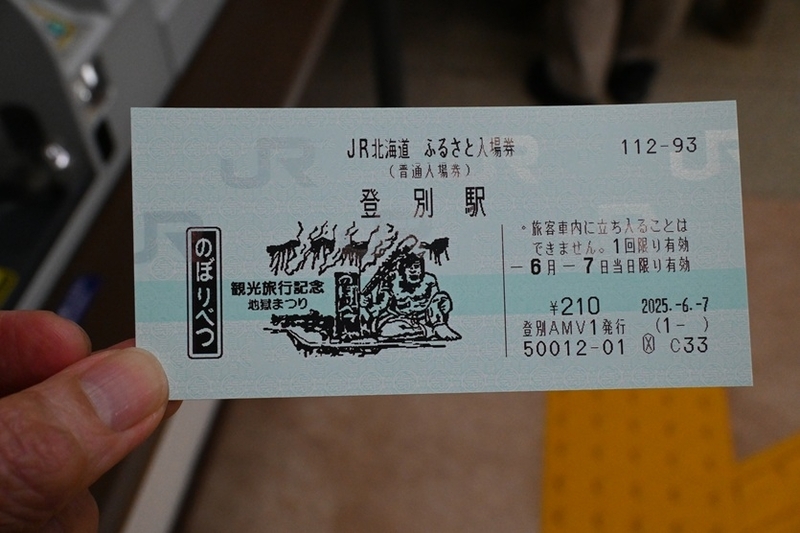 JR北海道 ふるさと入場券
112-93
(普通入場券)
登別駅
のぼりべつ
観光旅行記念
地獄まつり
・旅客車内に立ち入ることは
できません。1回限り有効
-6月-7日当日限り有効
¥210 2025.-6.-7
登別AMV1発行 (1- )
50012-01 Ⓧ C33
JR
JR
JR
JR